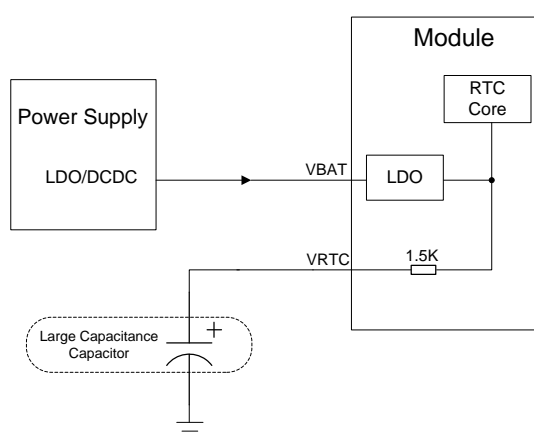 Module
RTC
Core
Power Supply
LDO/DCDC
VBAT
LDO
VRTC
1.5K
Large Capacitance
Capacitor
+